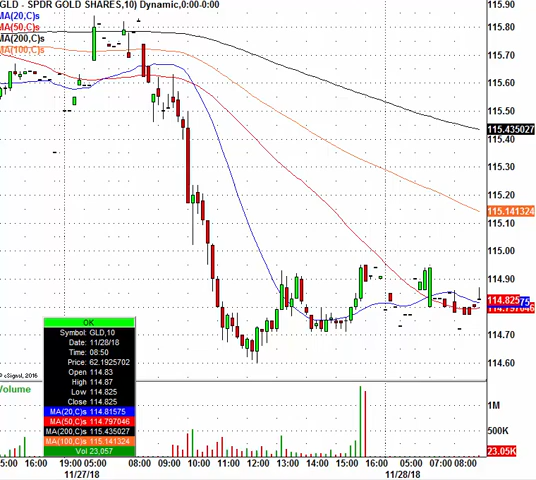 GLD - SPDR GOLD SHARES,10) Dynamic,0:00-0:00
MA(20,C)s
MA(50,C)s
MA(200,C)s
MA(100,C)s
115.90
115.80
115.70
115.60
115.50
115.435027
115.40
115.30
115.20
115.141324
115.00
114.90
114.825
114.797046
114.70
114.60
OK
Symbol: GLD,10
Date: 11/28/18
Time: 08:50
Price: 62.1925702
Open 114.83
High 114.87
Low 114.825
Close 114.825
MA(20,C)s 114.81575
MA(50,C)s 114.797046
MA(200,C)s 115.435027
MA(100,C)s 115.141324
Vol 23,057
© eSignal, 2016
Volume
1M
500K
23.05K
5:00 16:00 19:00 05:00 08:00 09:00 10:00 11:00 12:00 13:00 14:00 15:00 16:00 05:00 07:00 08:00
11/27/18 11/28/18